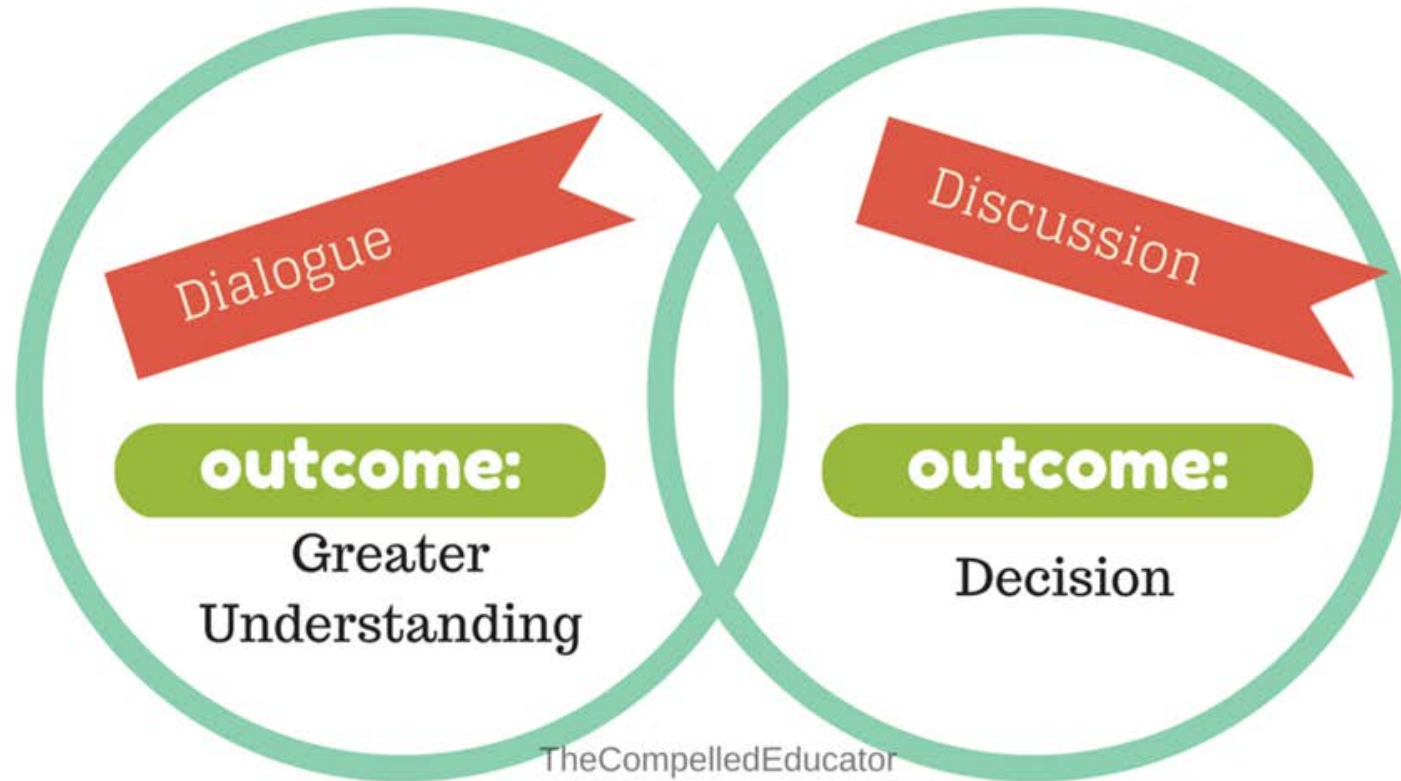 Dialogue
outcome:
Greater
Understanding
Discussion
outcome:
Decision
TheCompelledEducator